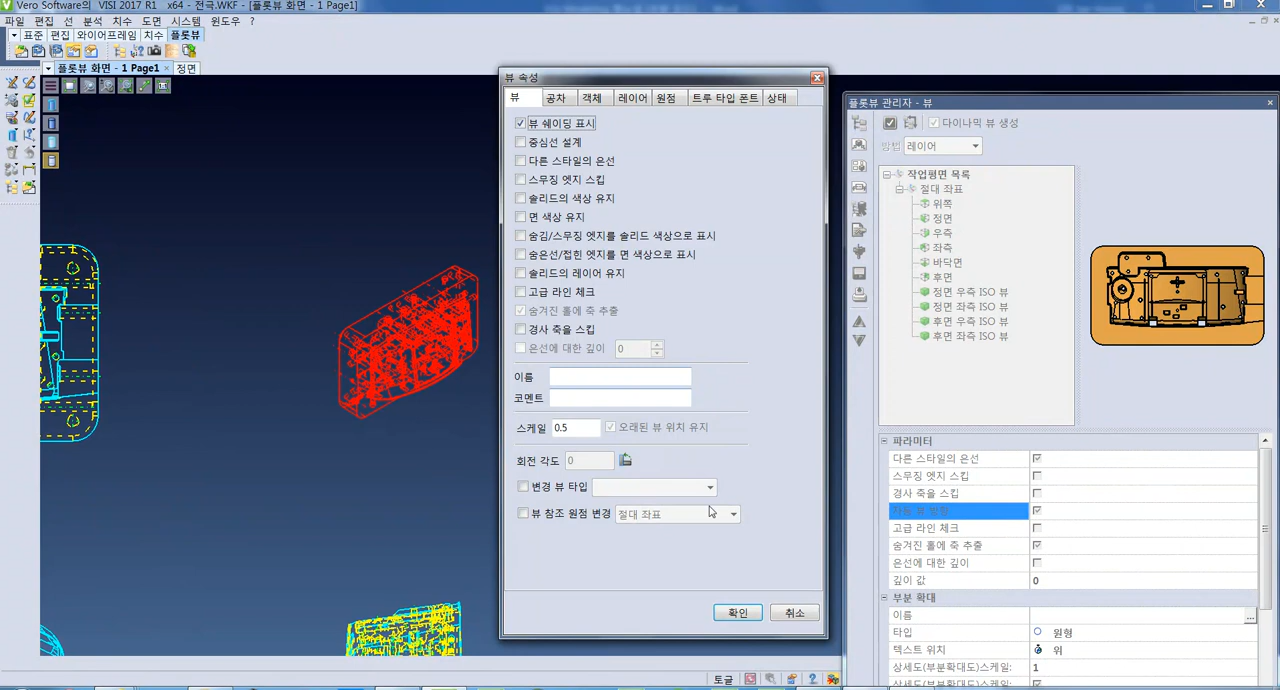 Vero Software의 VISI 2017 R1 x64 - 전극.WKF - [플롯뷰 화면 - 1 Page1]
파일 편집 선 분석 치수 도면 시스템 윈도우 ?
표준 편집 와이어프레임 치수 플롯뷰
플롯뷰 화면 - 1 Page1 × 정면
뷰 속성
뷰 공차 객체 레이어 원점 트루 타입 폰트 상태
뷰 쉐이딩 표시
중심선 설계
다른 스타일의 은선
스무징 엣지 스킵
솔리드의 색상 유지
면 색상 유지
숨김/스무징 엣지를 솔리드 색상으로 표시
숨은선/접힌 엣지를 면 색상으로 표시
솔리드의 레이어 유지
고급 라인 체크
숨겨진 홀에 축 추출
경사 축을 스킵
은선에 대한 깊이 0
이름
코멘트
스케일 0.5 오래된 뷰 위치 유지
회전 각도 0
변경 뷰 타입
뷰 참조 원점 변경 절대 좌표
확인 취소
플롯뷰 관리자 - 뷰
다이나믹 뷰 생성
방법 레이어
작업평면 목록
절대 좌표
위쪽
정면
우측
좌측
바닥면
후면
정면 우측 ISO 뷰
정면 좌측 ISO 뷰
후면 우측 ISO 뷰
후면 좌측 ISO 뷰
파라미터
다른 스타일의 은선
스무징 엣지 스킵
경사 축을 스킵
자동 뷰 방향
고급 라인 체크
숨겨진 홀에 축 추출
은선에 대한 깊이
깊이 값 0
부분 확대
이름 ...
타입 원형
텍스트 위치 위
상세도(부분확대도)스케일: 1
토글